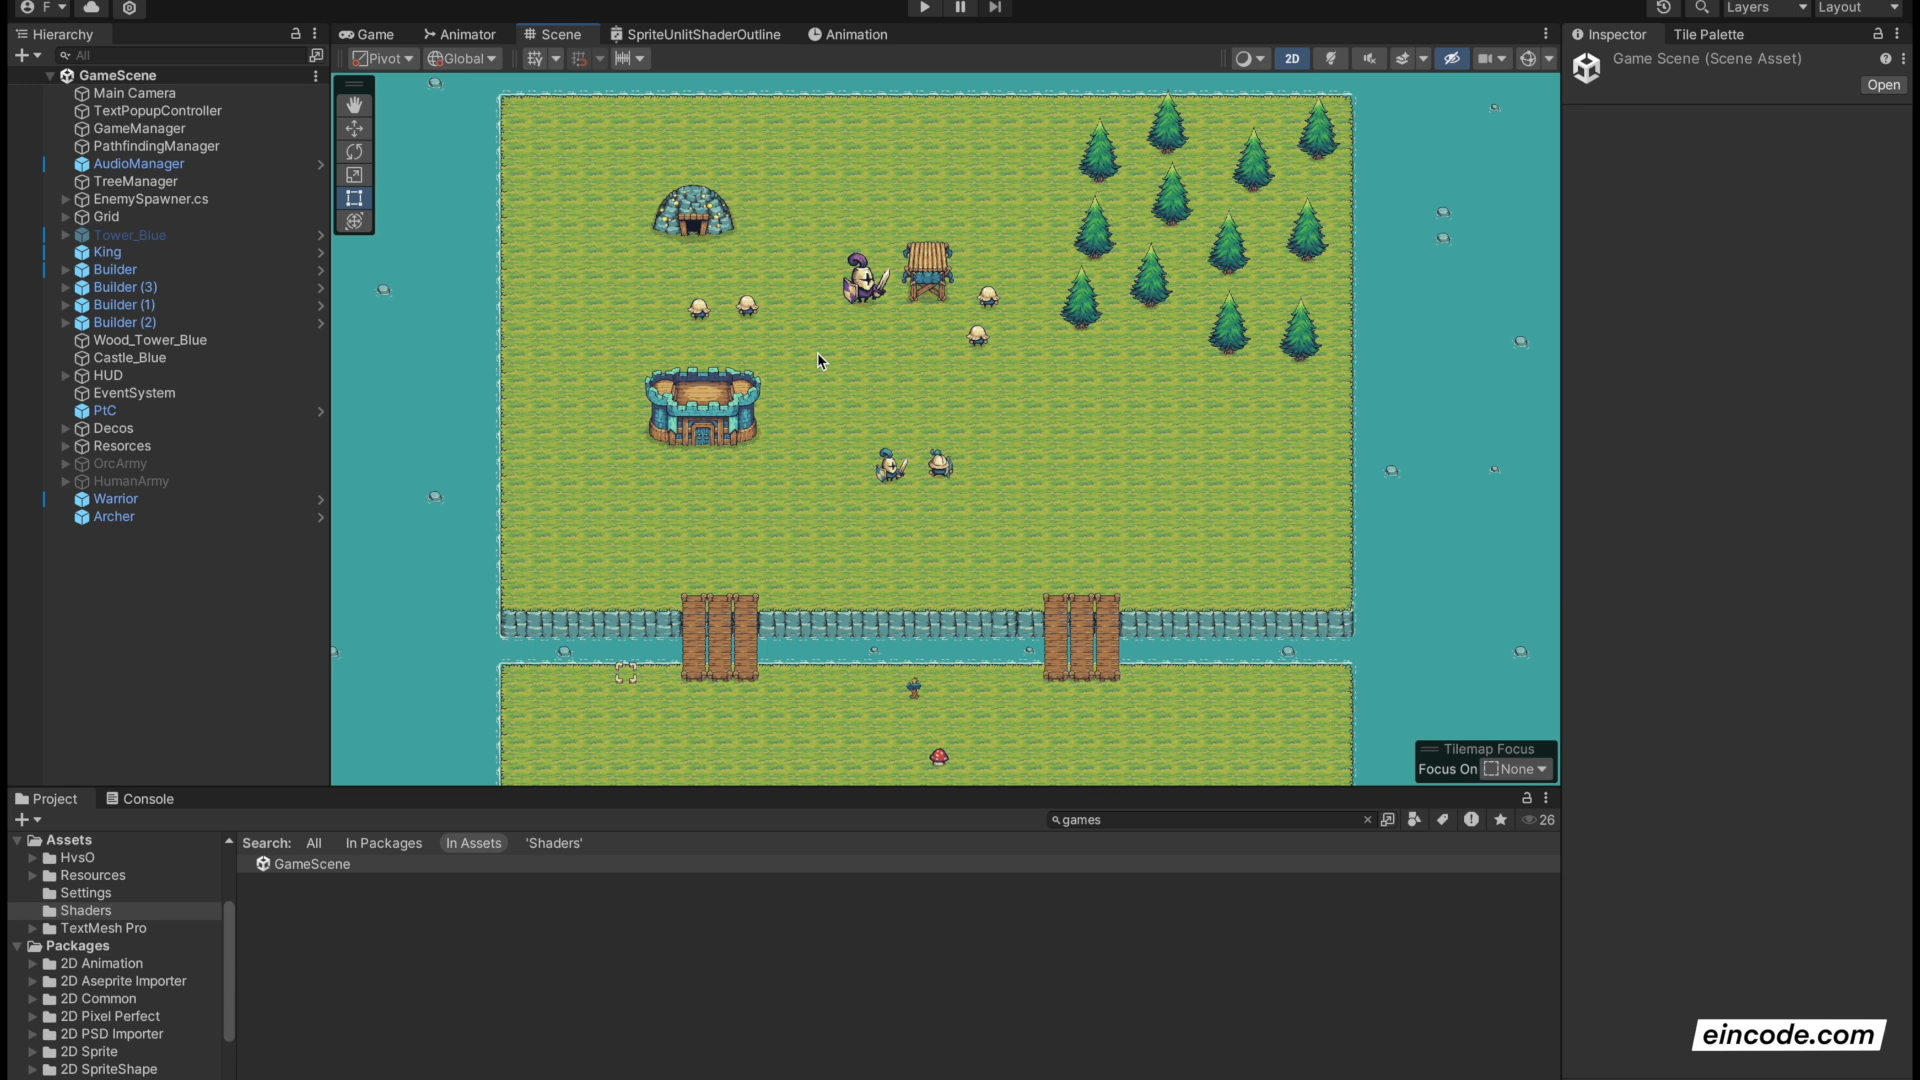 F
Layers
Layout
Hierarchy
Game
Animator
Scene
SpriteUnlitShaderOutline
Animation
Inspector
Tile Palette
All
Pivot
Global
2D
Game Scene (Scene Asset)
Open
GameScene
Main Camera
TextPopupController
GameManager
PathfindingManager
AudioManager
TreeManager
EnemySpawner.cs
Grid
Tower_Blue
King
Builder
Builder (3)
Builder (1)
Builder (2)
Wood_Tower_Blue
Castle_Blue
HUD
EventSystem
PtC
Decos
Resorces
OrcArmy
HumanArmy
Warrior
Archer
Tilemap Focus
Focus On
None
Project
Console
games
26
Assets
HvsO
Resources
Settings
Shaders
TextMesh Pro
Packages
2D Animation
2D Aseprite Importer
2D Common
2D Pixel Perfect
2D PSD Importer
2D Sprite
2D SpriteShape
Search:
All
In Packages
In Assets
'Shaders'
GameScene
eincode.com